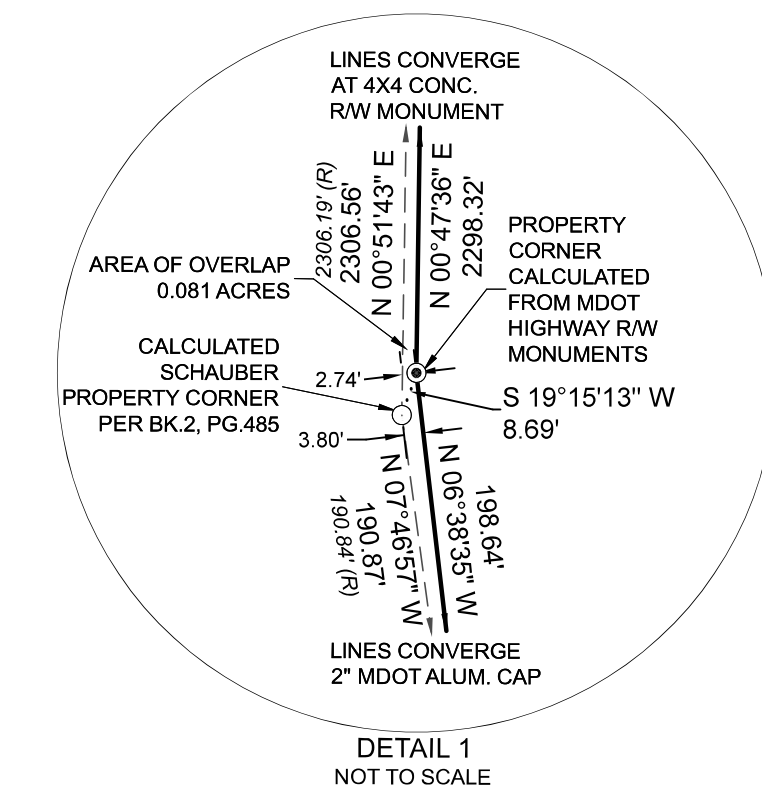 LINES CONVERGE
AT 4X4 CONC.
R/W MONUMENT
2306.19' (R)
2306.56'
N 00°51'43" E
N 00°47'36" E
2298.32'
PROPERTY
CORNER
CALCULATED
FROM MDOT
HIGHWAY R/W
MONUMENTS
AREA OF OVERLAP
0.081 ACRES
CALCULATED
SCHAUBER
PROPERTY CORNER
PER BK.2, PG.485
2.74'
S 19°15'13" W
8.69'
3.80'
N 07°46'57" W
190.87'
190.84' (R)
N 06°38'35" W
198.64'
LINES CONVERGE
2" MDOT ALUM. CAP
DETAIL 1
NOT TO SCALE